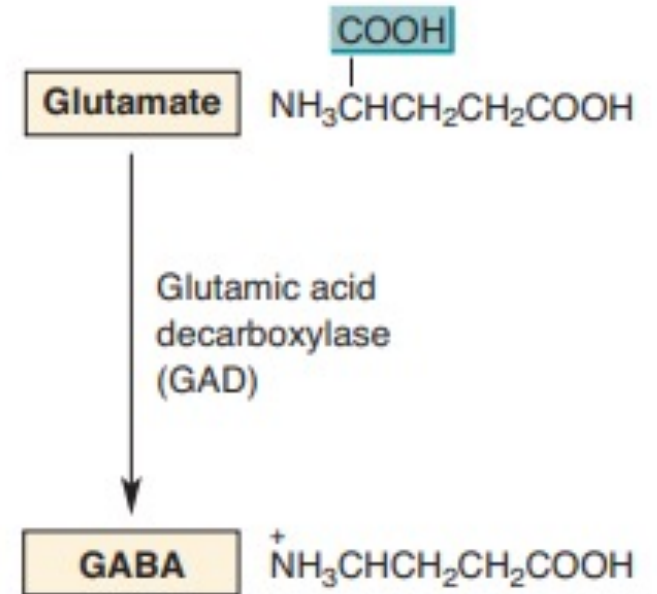 COOH
Glutamate NH₃CHCH₂CH₂COOH
Glutamic acid
decarboxylase
(GAD)
+
GABA NH₃CHCH₂CH₂COOH